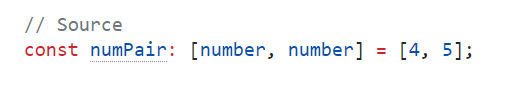 // Source
const numPair: [number, number] = [4, 5];